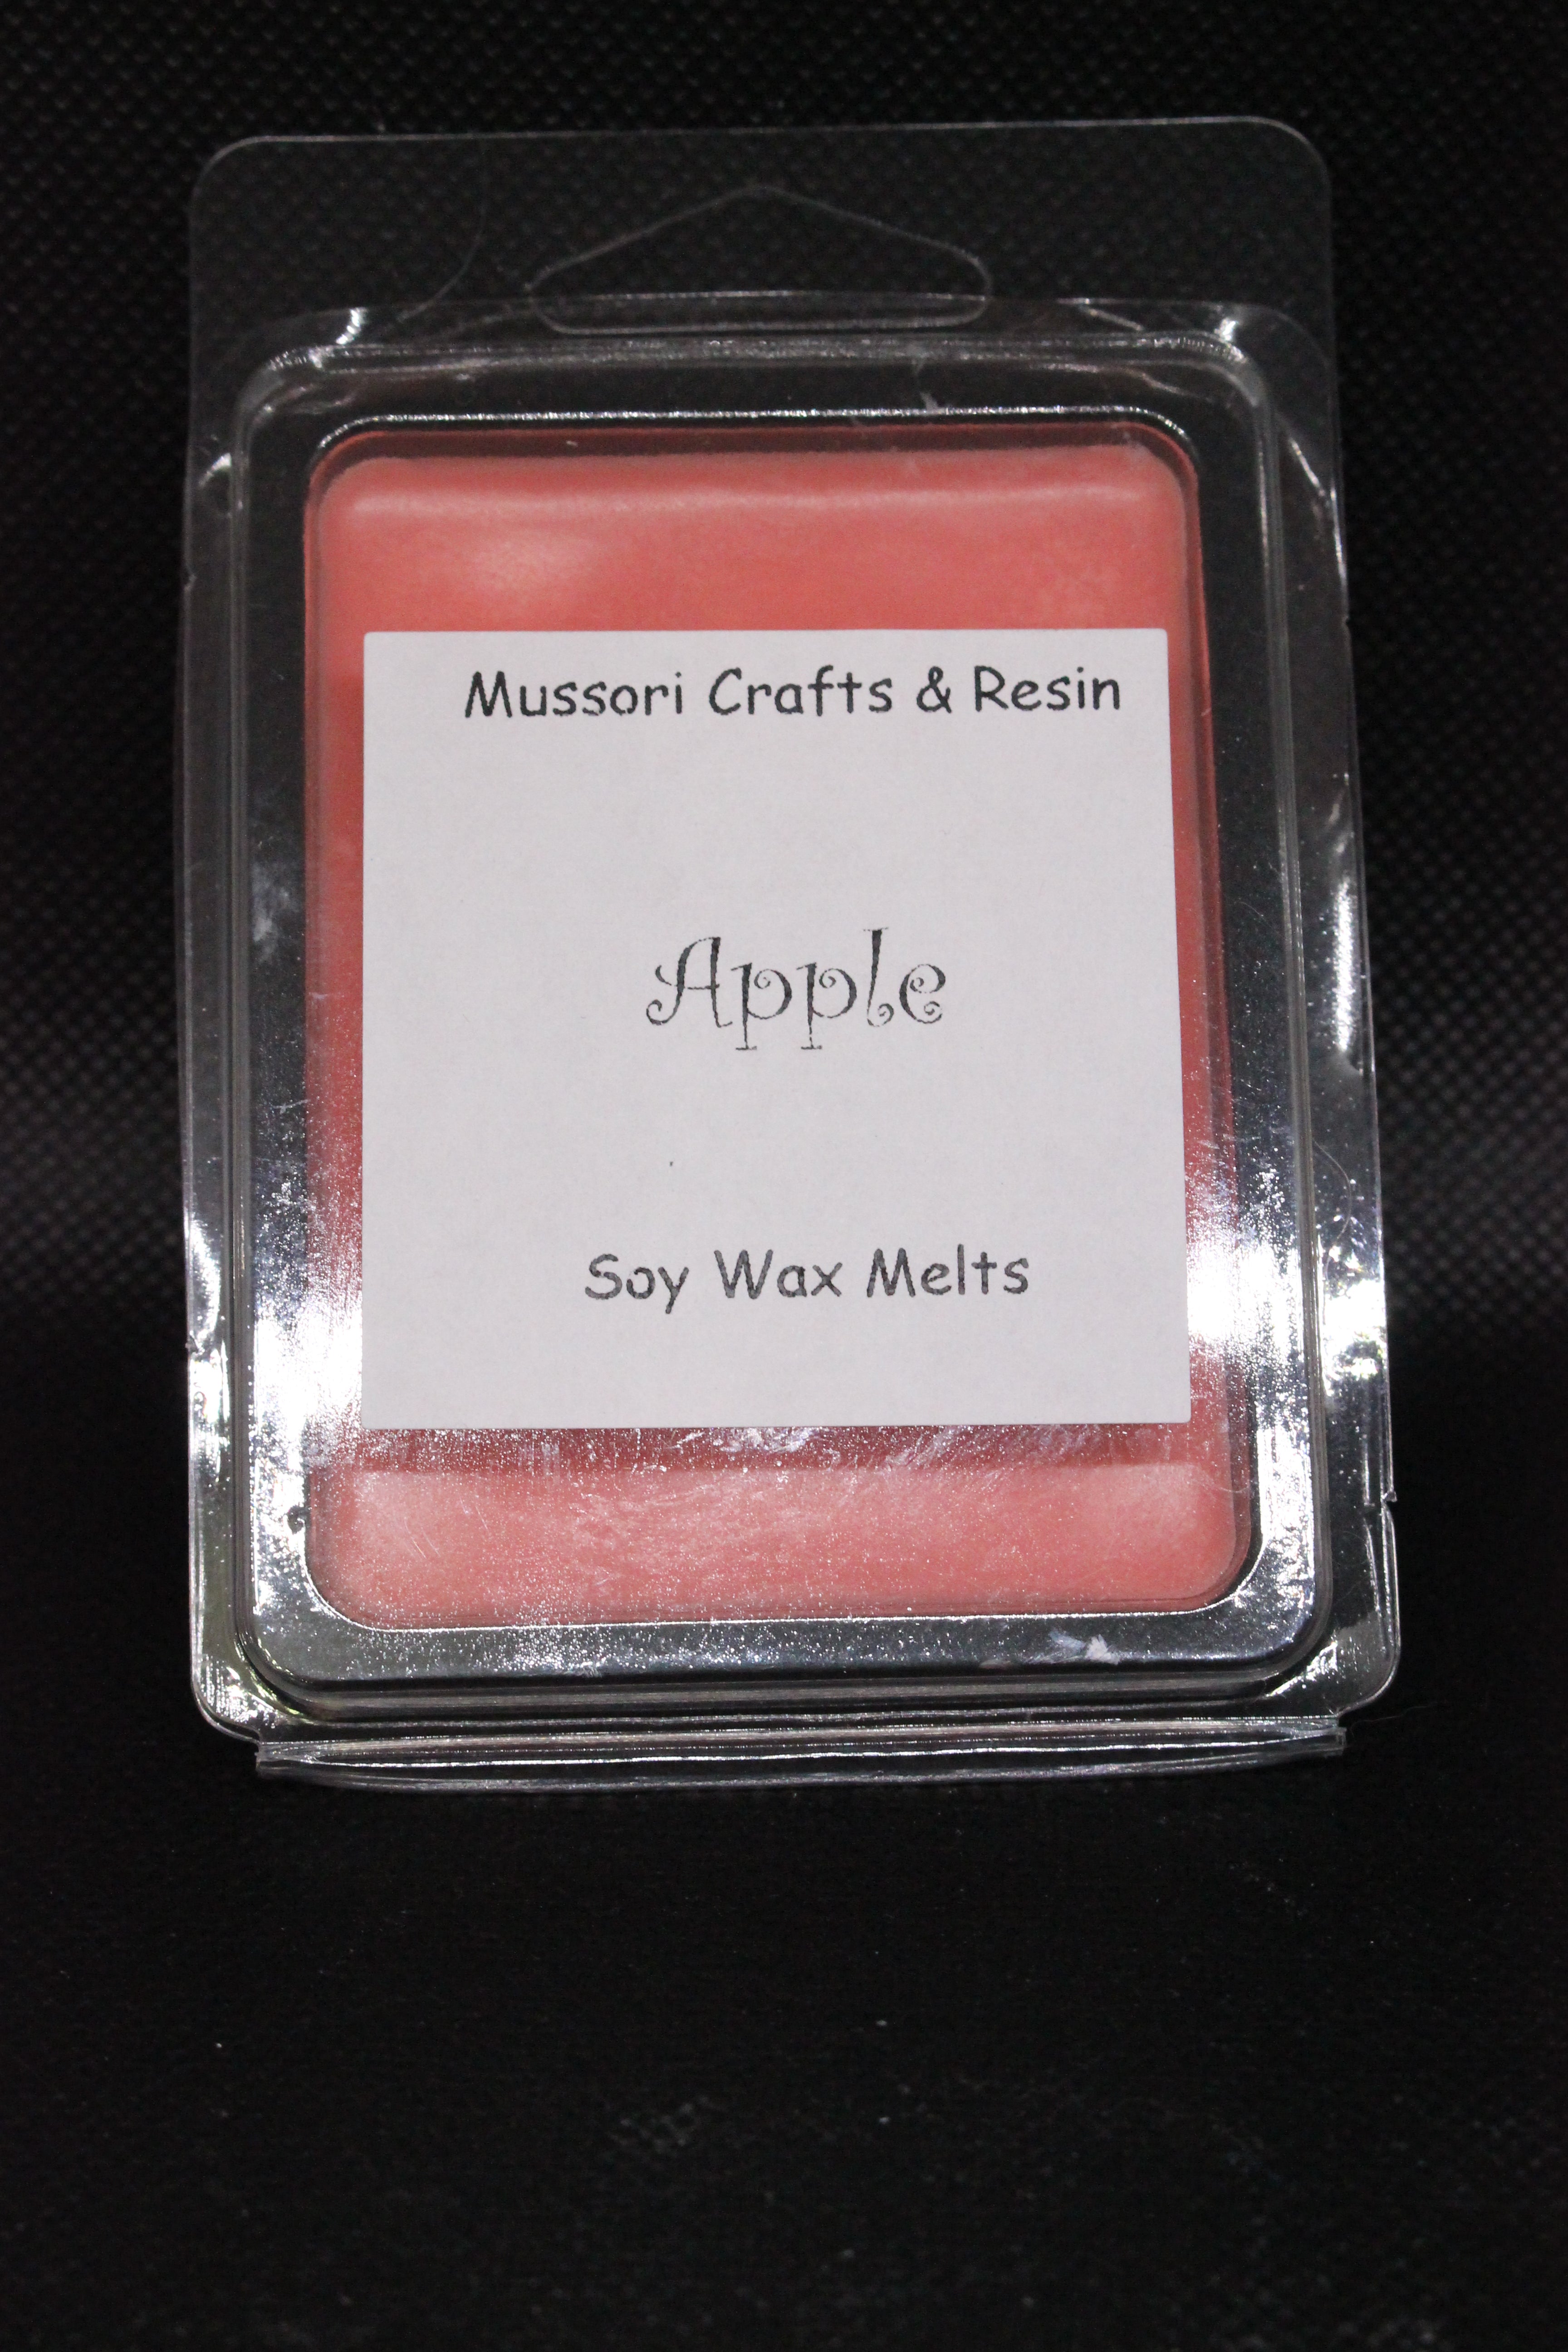 Mussori Crafts & Resin
Apple
Soy Wax Melts